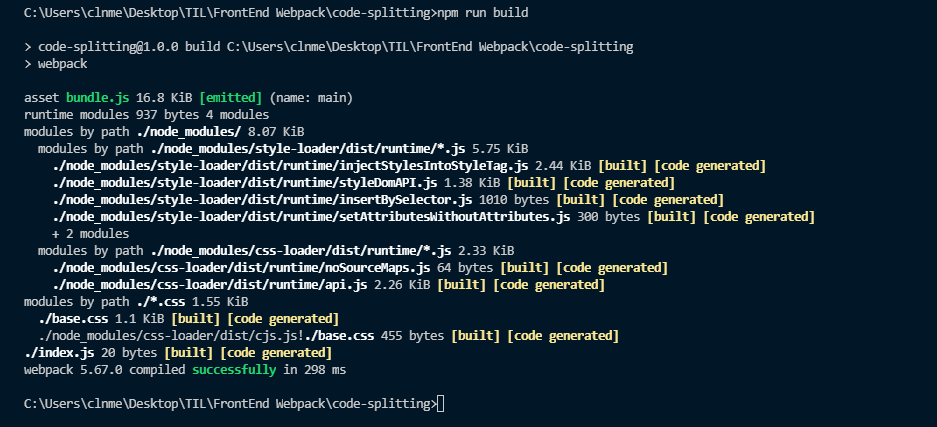 C:\Users\clnme\Desktop\TIL\FrontEnd Webpack\code-splitting>npm run build
> code-splitting@1.0.0 build C:\Users\clnme\Desktop\TIL\FrontEnd Webpack\code-splitting
> webpack
asset bundle.js 16.8 KiB [emitted] (name: main)
runtime modules 937 bytes 4 modules
modules by path ./node_modules/ 8.07 KiB
  modules by path ./node_modules/style-loader/dist/runtime/*.js 5.75 KiB
    ./node_modules/style-loader/dist/runtime/injectStylesIntoStyleTag.js 2.44 KiB [built] [code generated]
    ./node_modules/style-loader/dist/runtime/styleDomAPI.js 1.38 KiB [built] [code generated]
    ./node_modules/style-loader/dist/runtime/insertBySelector.js 1010 bytes [built] [code generated]
    ./node_modules/style-loader/dist/runtime/setAttributesWithoutAttributes.js 300 bytes [built] [code generated]
    + 2 modules
  modules by path ./node_modules/css-loader/dist/runtime/*.js 2.33 KiB
    ./node_modules/css-loader/dist/runtime/noSourceMaps.js 64 bytes [built] [code generated]
    ./node_modules/css-loader/dist/runtime/api.js 2.26 KiB [built] [code generated]
modules by path ./*.css 1.55 KiB
  ./base.css 1.1 KiB [built] [code generated]
  ./node_modules/css-loader/dist/cjs.js!./base.css 455 bytes [built] [code generated]
./index.js 20 bytes [built] [code generated]
webpack 5.67.0 compiled successfully in 298 ms
C:\Users\clnme\Desktop\TIL\FrontEnd Webpack\code-splitting>